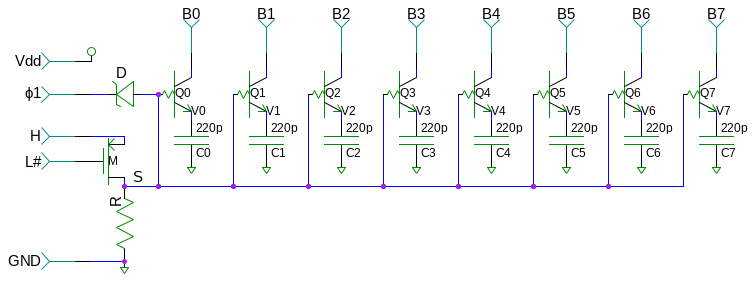 B0 B1 B2 B3 B4 B5 B6 B7
Vdd
D
ϕ1
Q0 Q1 Q2 Q3 Q4 Q5 Q6 Q7
V0 V1 V2 V3 V4 V5 V6 V7
220p 220p 220p 220p 220p 220p 220p 220p
H
C0 C1 C2 C3 C4 C5 C6 C7
L# M
S
R
GND